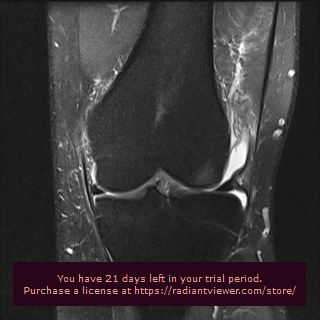 You have 21 days left in your trial period.
Purchase a license at https://radiantviewer.com/store/